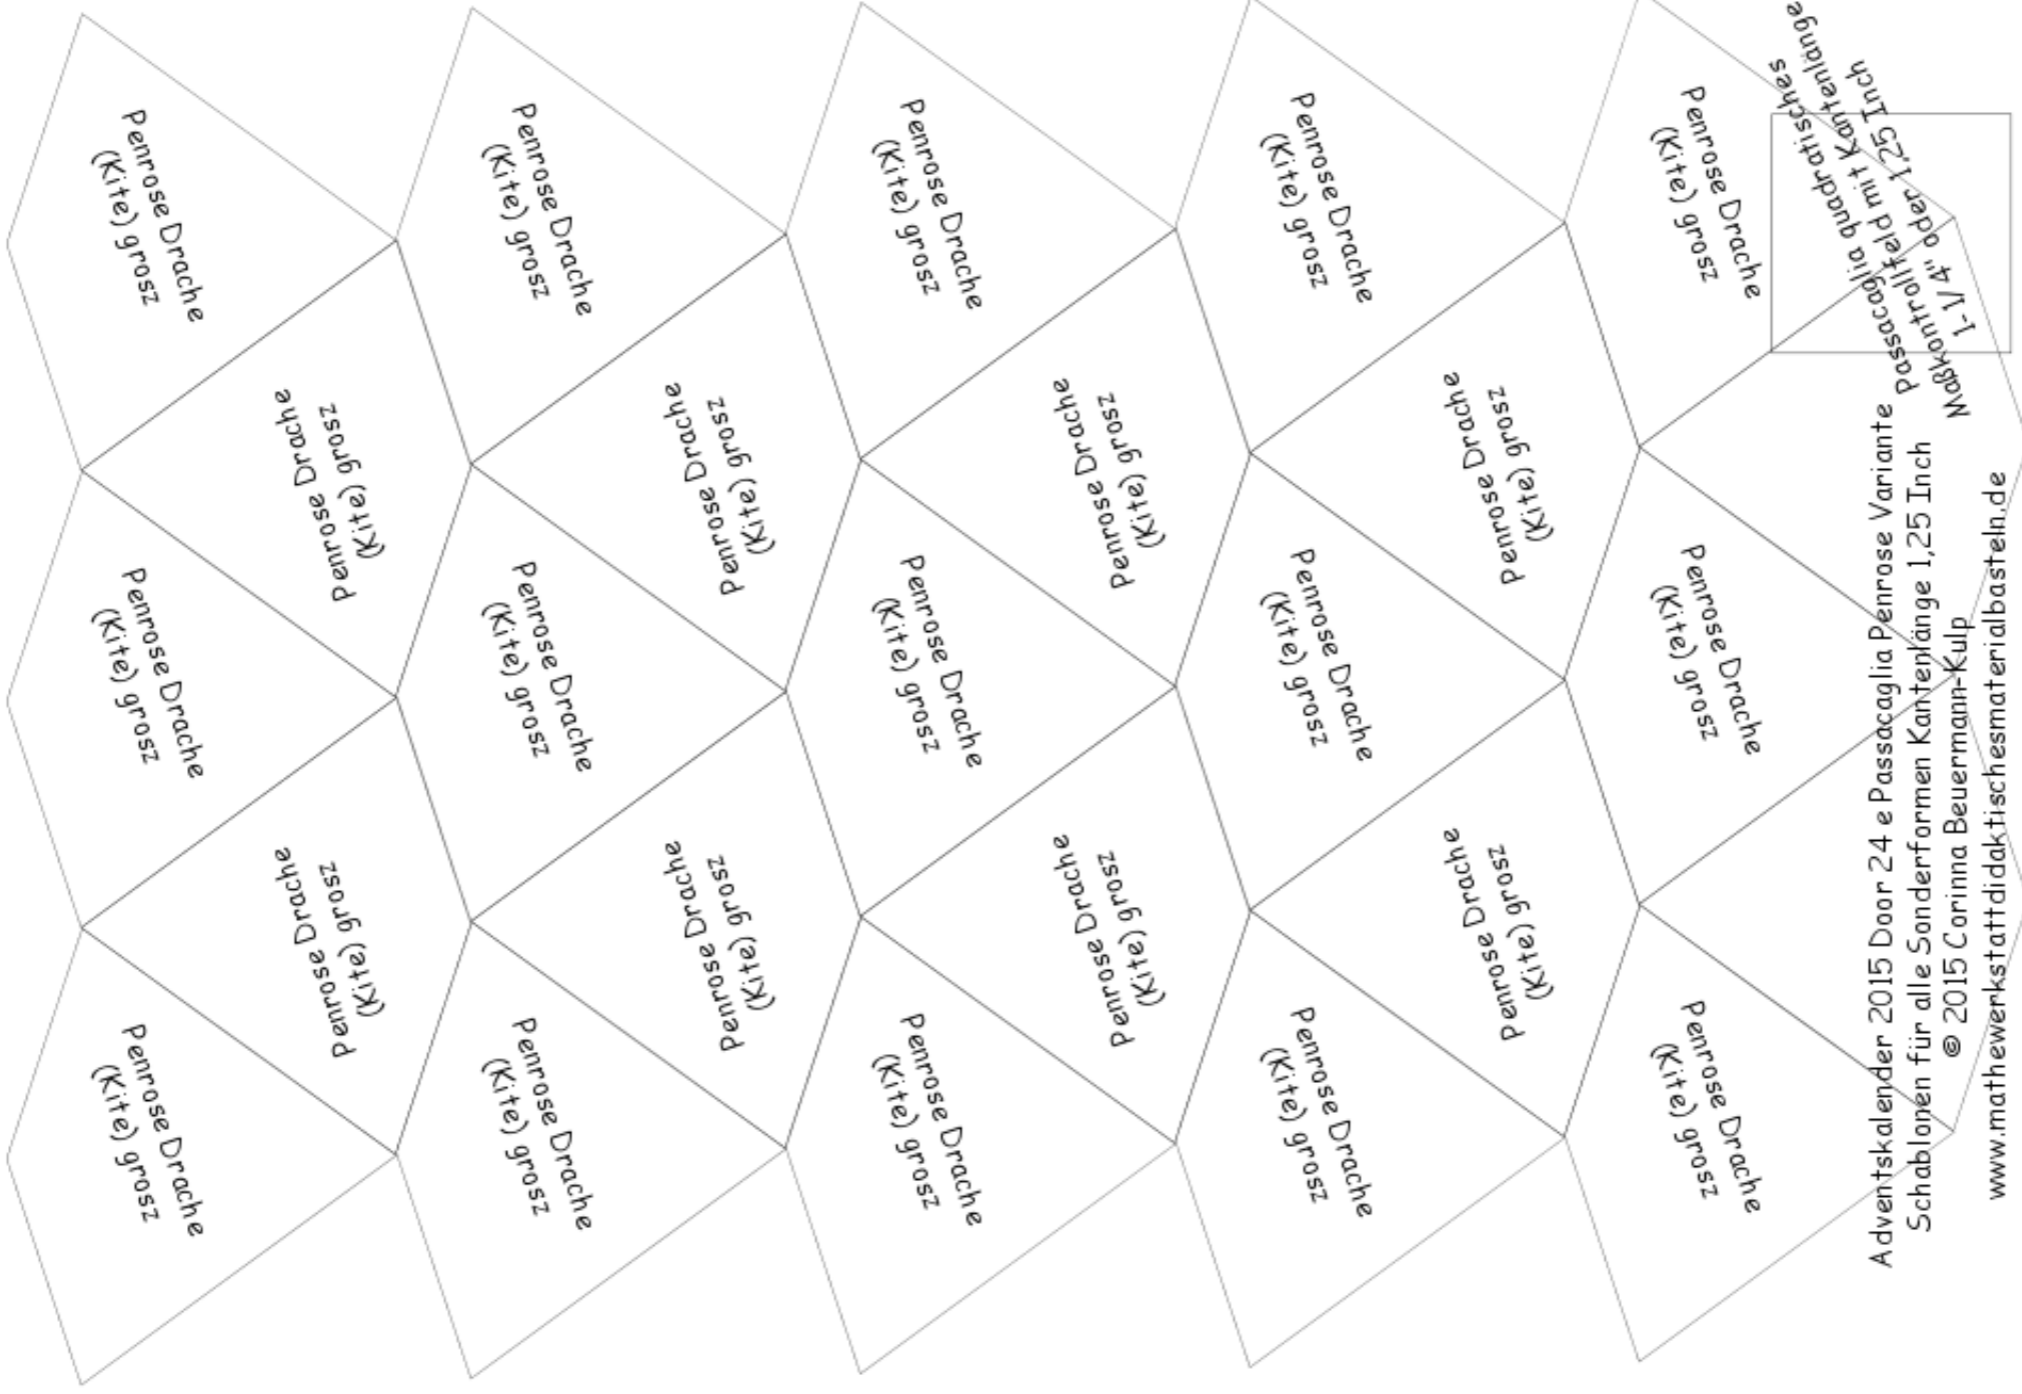 Penrose Drache
(Kite) grosz
Penrose Drache
(Kite) grosz
Penrose Drache
(Kite) grosz
Penrose Drache
(Kite) grosz
Penrose Drache
(Kite) grosz
Penrose Drache
(Kite) grosz
Penrose Drache
(Kite) grosz
Penrose Drache
(Kite) grosz
Penrose Drache
(Kite) grosz
Penrose Drache
(Kite) grosz
Penrose Drache
(Kite) grosz
Penrose Drache
(Kite) grosz
Penrose Drache
(Kite) grosz
Penrose Drache
(Kite) grosz
Penrose Drache
(Kite) grosz
Penrose Drache
(Kite) grosz
Penrose Drache
(Kite) grosz
Penrose Drache
(Kite) grosz
Penrose Drache
(Kite) grosz
Penrose Drache
(Kite) grosz
Penrose Drache
(Kite) grosz
Penrose Drache
(Kite) grosz
Penrose Drache
(Kite) grosz
Passacaglia quadratisches
Maßkontrollfeld mit Kantenlänge
1-1/4" oder 1,25 Inch
Adventskalender 2015 Door 24 e Passacaglia Penrose Variante
Schablonen für alle Sonderformen Kantenlänge 1,25 Inch
© 2015 Corinna Beuermann-Kulp
www.mathewerkstattdidaktischesmaterialbasteln.de